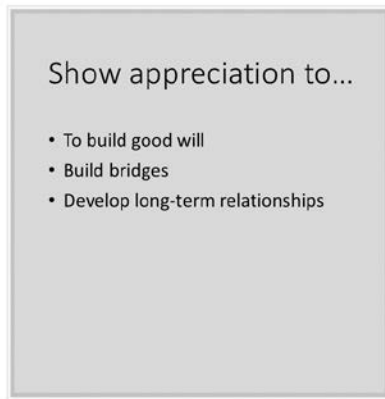 Show appreciation to...
• To build good will
• Build bridges
• Develop long-term relationships